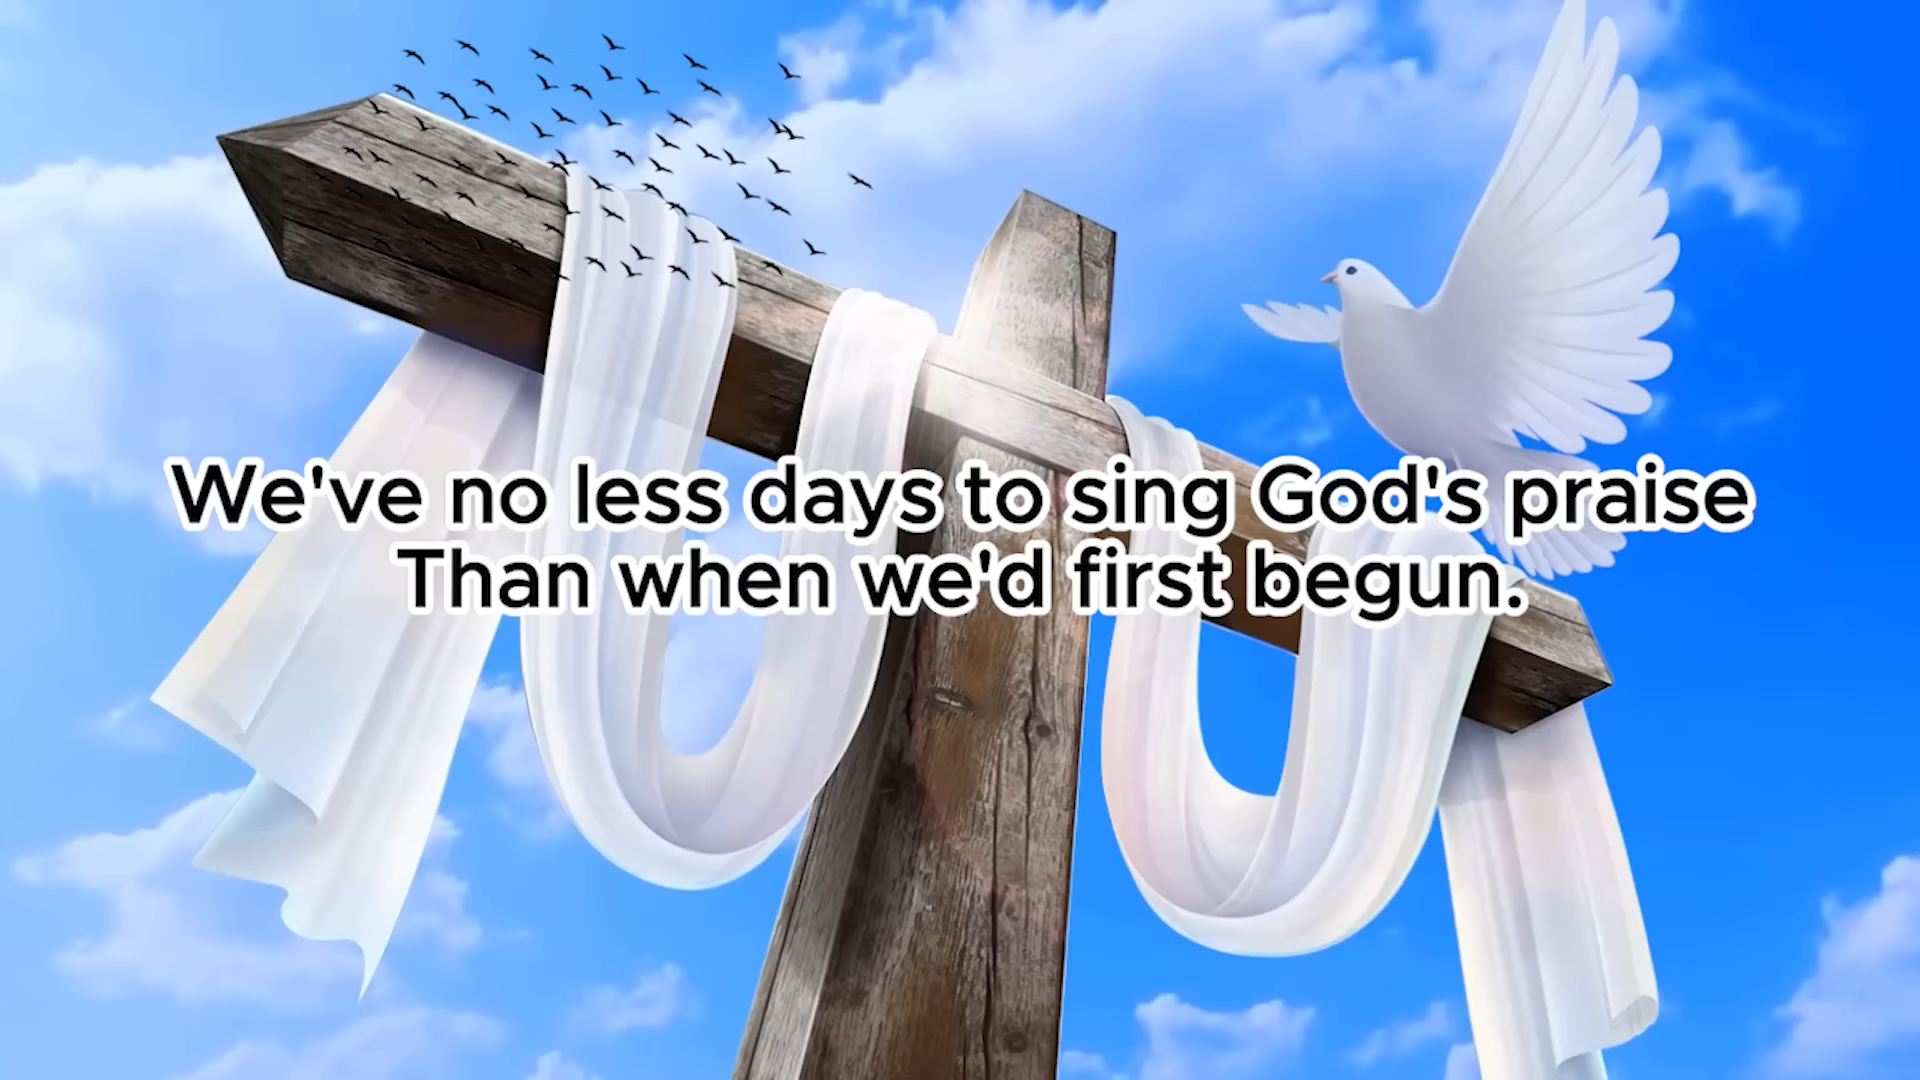 We've no less days to sing God's praise
Than when we'd first begun.